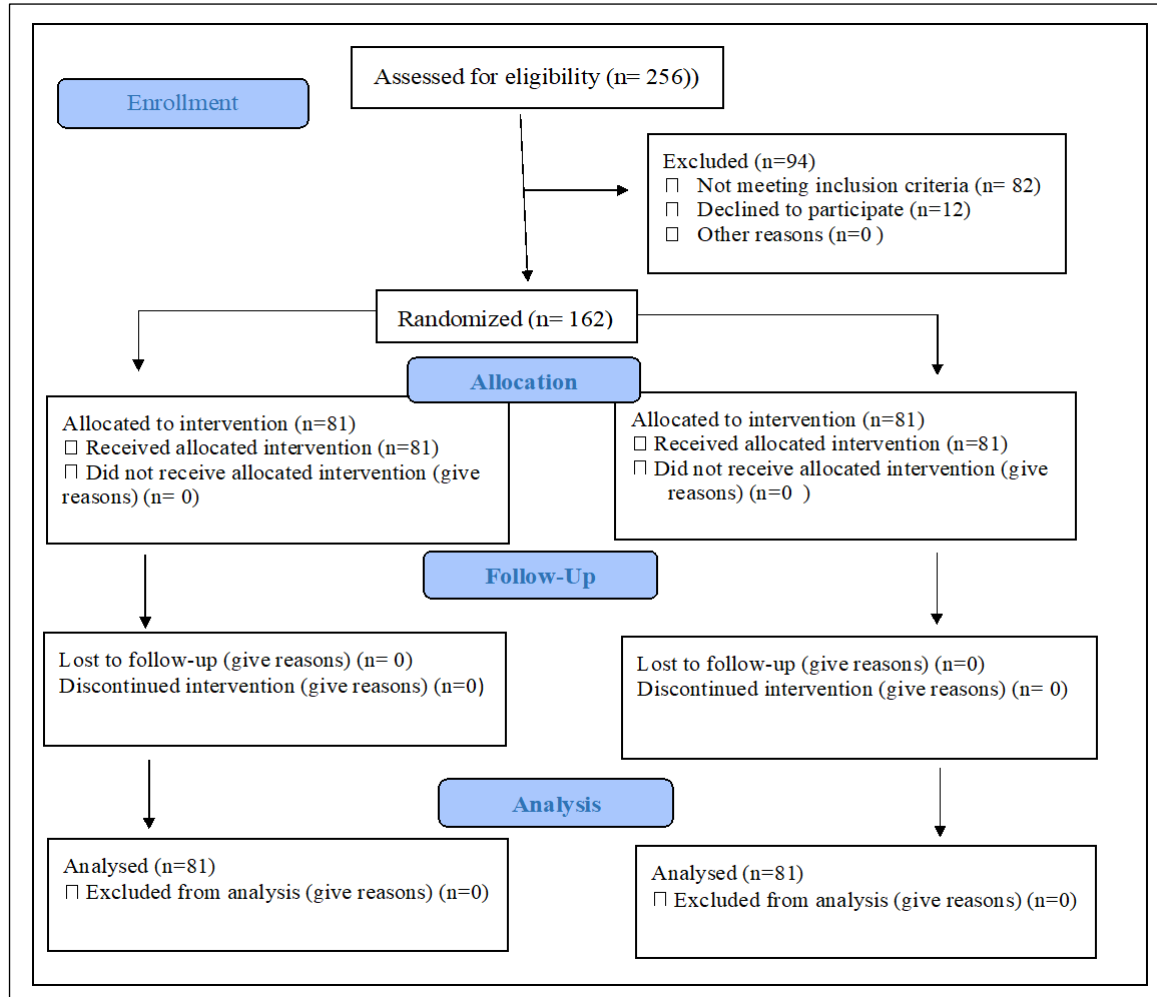 Assessed for eligibility (n= 256))
Enrollment
Excluded (n=94)
□ Not meeting inclusion criteria (n= 82)
□ Declined to participate (n=12)
□ Other reasons (n=0 )
Randomized (n= 162)
Allocation
Allocated to intervention (n=81)
□ Received allocated intervention (n=81)
□ Did not receive allocated intervention (give
reasons) (n= 0)
Allocated to intervention (n=81)
□ Received allocated intervention (n=81)
□ Did not receive allocated intervention (give
reasons) (n=0 )
Follow-Up
Lost to follow-up (give reasons) (n= 0)
Discontinued intervention (give reasons) (n=0)
Lost to follow-up (give reasons) (n=0)
Discontinued intervention (give reasons) (n= 0)
Analysis
Analysed (n=81)
□ Excluded from analysis (give reasons) (n=0)
Analysed (n=81)
□ Excluded from analysis (give reasons) (n=0)